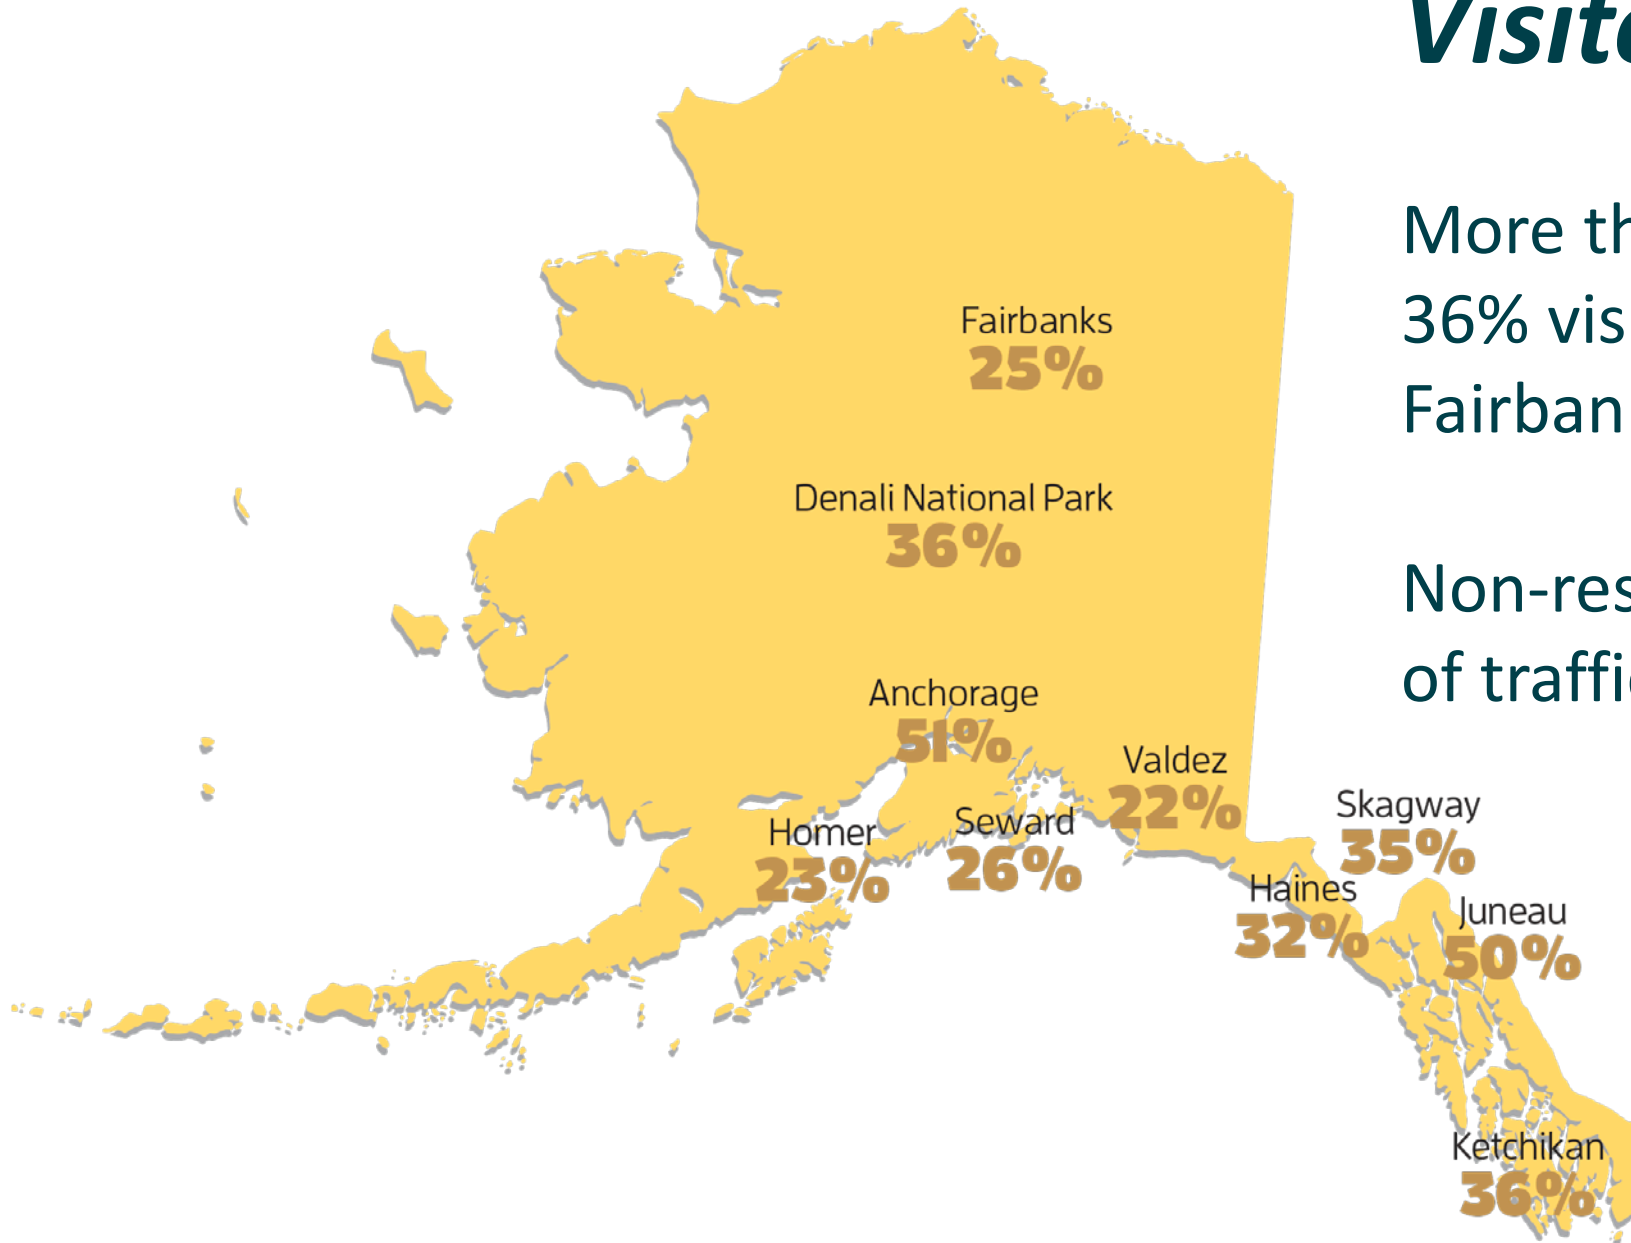 Visit
More th
36% vis
Fairban
Non-res
of traffi
Fairbanks
25%
Denali National Park
36%
Anchorage
51%
Valdez
22%
Homer
23%
Seward
26%
Skagway
35%
Haines
32%
Juneau
50%
Ketchikan
36%